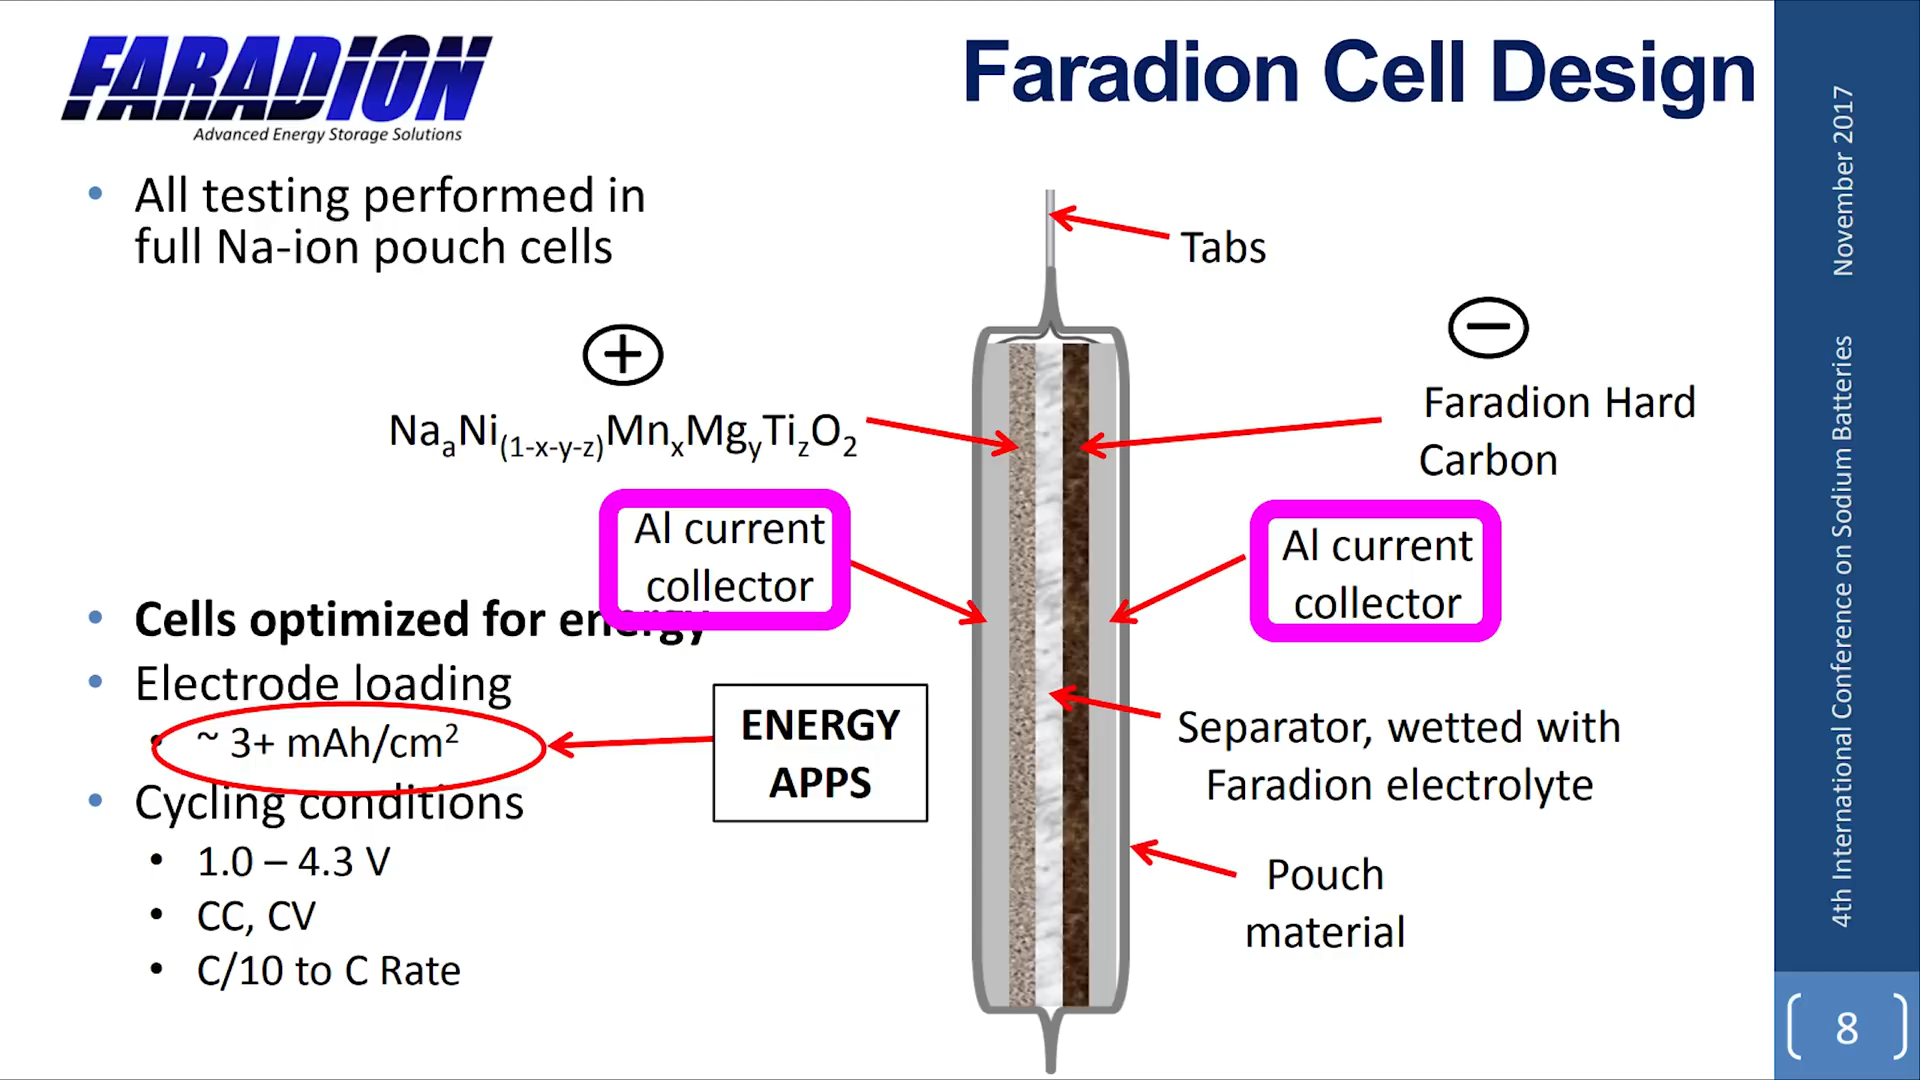 FARADION
Advanced Energy Storage Solutions
Faradion Cell Design
• All testing performed in
full Na-ion pouch cells
+
NaₐNi₍₁₋ₓ₋ᵧ₋z₎MnₓMgᵧTizO₂
Al current
collector
• Cells optimized for energy
• Electrode loading
• ~ 3+ mAh/cm²
ENERGY
APPS
• Cycling conditions
• 1.0 – 4.3 V
• CC, CV
• C/10 to C Rate
Tabs
−
Faradion Hard
Carbon
Al current
collector
Separator, wetted with
Faradion electrolyte
Pouch
material
4th International Conference on Sodium Batteries November 2017
8